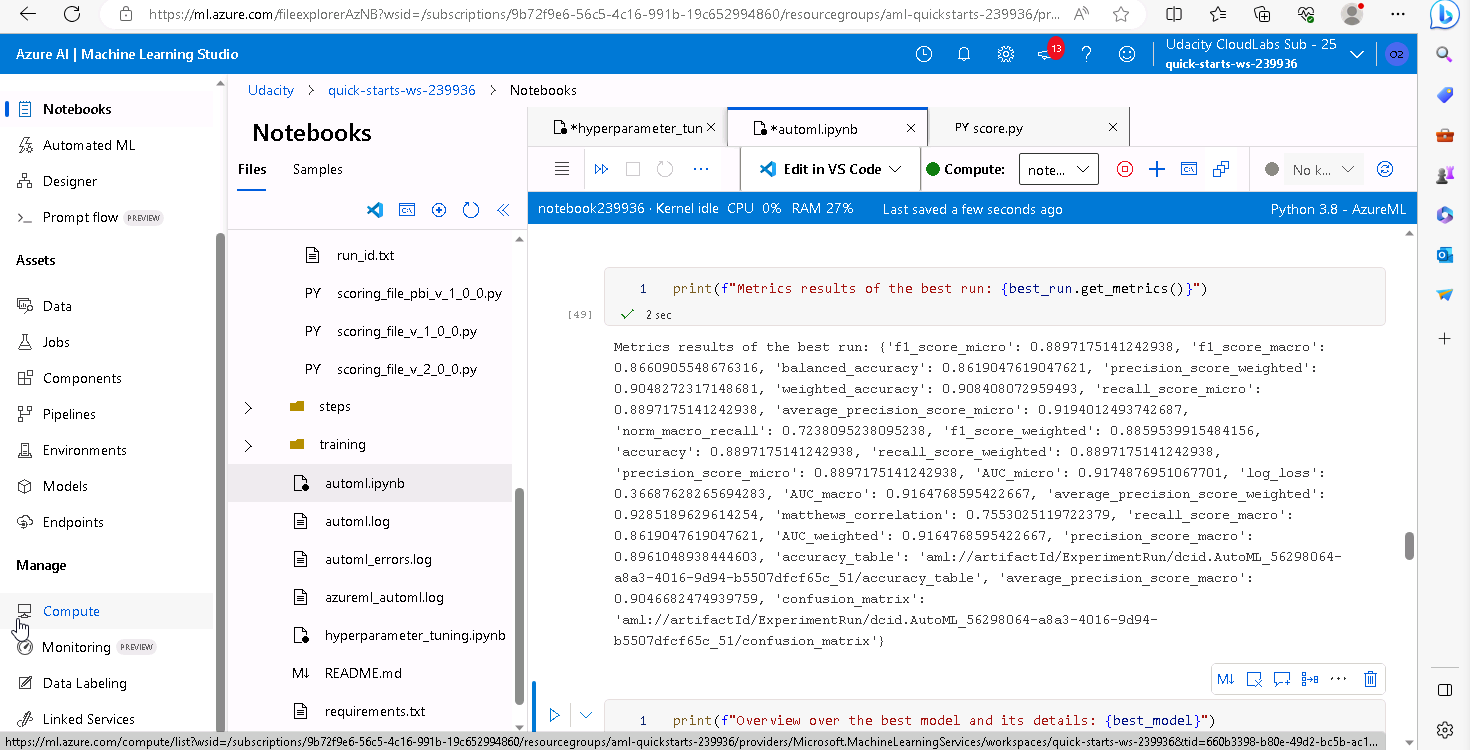 https://ml.azure.com/fileexplorerAzNB?wsid=/subscriptions/9b72f9e6-56c5-4c16-991b-19c652994860/resourcegroups/aml-quickstarts-239936/pr...
Azure AI | Machine Learning Studio
13
Udacity CloudLabs Sub - 25
quick-starts-ws-239936
O2
Notebooks
Automated ML
Designer
Prompt flow PREVIEW
Assets
Data
Jobs
Components
Pipelines
Environments
Models
Endpoints
Manage
Compute
Monitoring PREVIEW
Data Labeling
Linked Services
Udacity > quick-starts-ws-239936 > Notebooks
Notebooks
Files Samples
run_id.txt
PY scoring_file_pbi_v_1_0_0.py
PY scoring_file_v_1_0_0.py
PY scoring_file_v_2_0_0.py
steps
training
automl.ipynb
automl.log
automl_errors.log
azureml_automl.log
hyperparameter_tuning.ipynb
M↓ README.md
requirements.txt
*hyperparameter_tun *automl.ipynb PY score.py
Edit in VS Code Compute: note... No k...
notebook239936 · Kernel idle CPU 0% RAM 27% Last saved a few seconds ago Python 3.8 - AzureML
1 print(f"Metrics results of the best run: {best_run.get_metrics()}")
[49] 2 sec
Metrics results of the best run: {'f1_score_micro': 0.8897175141242938, 'f1_score_macro':
0.8660905548676316, 'balanced_accuracy': 0.8619047619047621, 'precision_score_weighted':
0.9048272317148681, 'weighted_accuracy': 0.908408072959493, 'recall_score_micro':
0.8897175141242938, 'average_precision_score_micro': 0.9194012493742687,
'norm_macro_recall': 0.7238095238095238, 'f1_score_weighted': 0.8859539915484156,
'accuracy': 0.8897175141242938, 'recall_score_weighted': 0.8897175141242938,
'precision_score_micro': 0.8897175141242938, 'AUC_micro': 0.9174876951067701, 'log_loss':
0.36687628265694283, 'AUC_macro': 0.9164768595422667, 'average_precision_score_weighted':
0.9285189629614254, 'matthews_correlation': 0.7553025119722379, 'recall_score_macro':
0.8619047619047621, 'AUC_weighted': 0.9164768595422667, 'precision_score_macro':
0.8961048938444603, 'accuracy_table': 'aml://artifactId/ExperimentRun/dcid.AutoML_56298064-
a8a3-4016-9d94-b5507dfcf65c_51/accuracy_table', 'average_precision_score_macro':
0.9046682474939759, 'confusion_matrix':
'aml://artifactId/ExperimentRun/dcid.AutoML_56298064-a8a3-4016-9d94-
b5507dfcf65c_51/confusion_matrix'}
M↓
1 print(f"Overview over the best model and its details: {best_model}")
https://ml.azure.com/compute/list?wsid=/subscriptions/9b72f9e6-56c5-4c16-991b-19c652994860/resourcegroups/aml-quickstarts-239936/providers/Microsoft.MachineLearningServices/workspaces/quick-starts-ws-239936&tid=660b3398-b80e-49d2-bc5b-ac1...